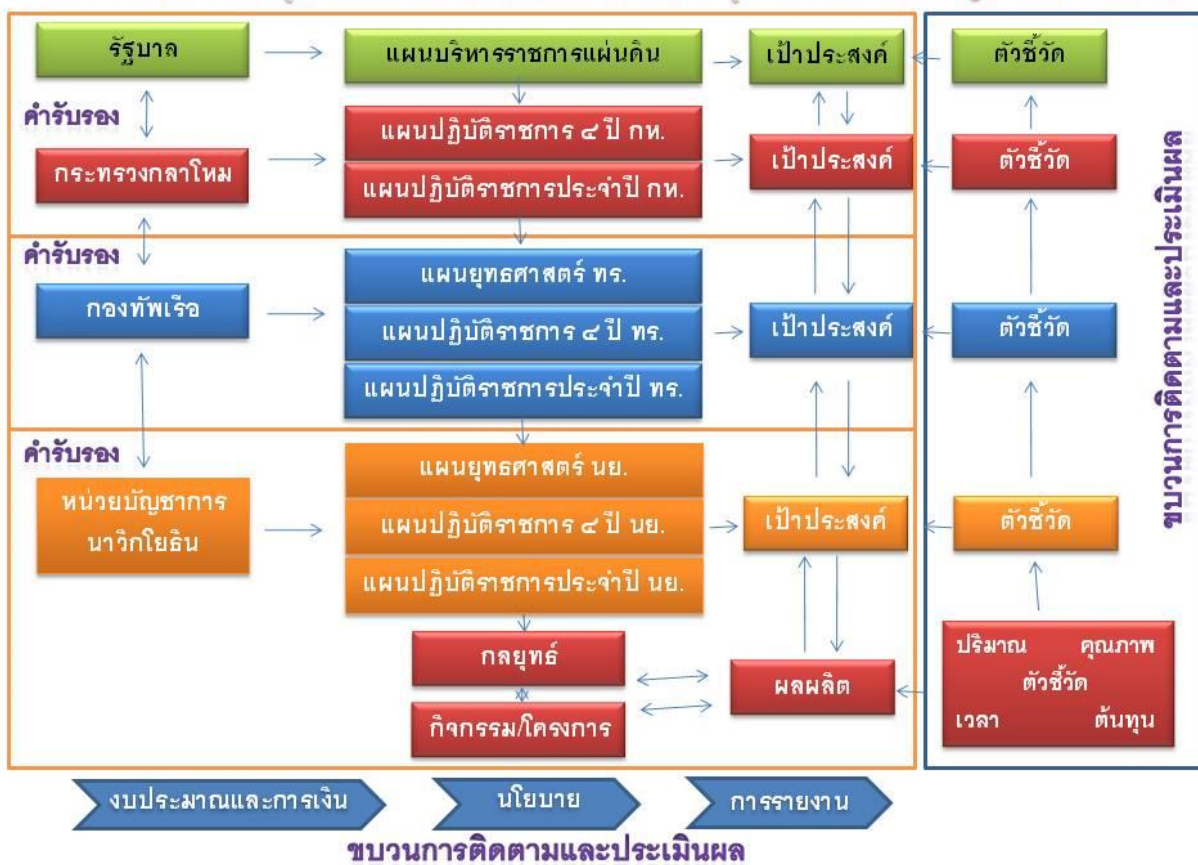 รัฐบาล
แผนบริหารราชการแผ่นดิน
เป้าประสงค์
ตัวชี้วัด
คำรับรอง
แผนปฏิบัติราชการ ๔ ปี กห.
กระทรวงกลาโหม
เป้าประสงค์
ตัวชี้วัด
แผนปฏิบัติราชการประจำปี กห.
คำรับรอง
แผนยุทธศาสตร์ ทร.
กองทัพเรือ
แผนปฏิบัติราชการ ๔ ปี ทร.
เป้าประสงค์
ตัวชี้วัด
แผนปฏิบัติราชการประจำปี ทร.
คำรับรอง
แผนยุทธศาสตร์ นย.
หน่วยบัญชาการ
นาวิกโยธิน
แผนปฏิบัติราชการ ๔ ปี นย.
เป้าประสงค์
ตัวชี้วัด
แผนปฏิบัติราชการประจำปี นย.
กลยุทธ์
กิจกรรม/โครงการ
ผลผลิต
ปริมาณ คุณภาพ
ตัวชี้วัด
เวลา ต้นทุน
ขบวนการติดตามและประเมินผล
งบประมาณและการเงิน
นโยบาย
การรายงาน
ขบวนการติดตามและประเมินผล